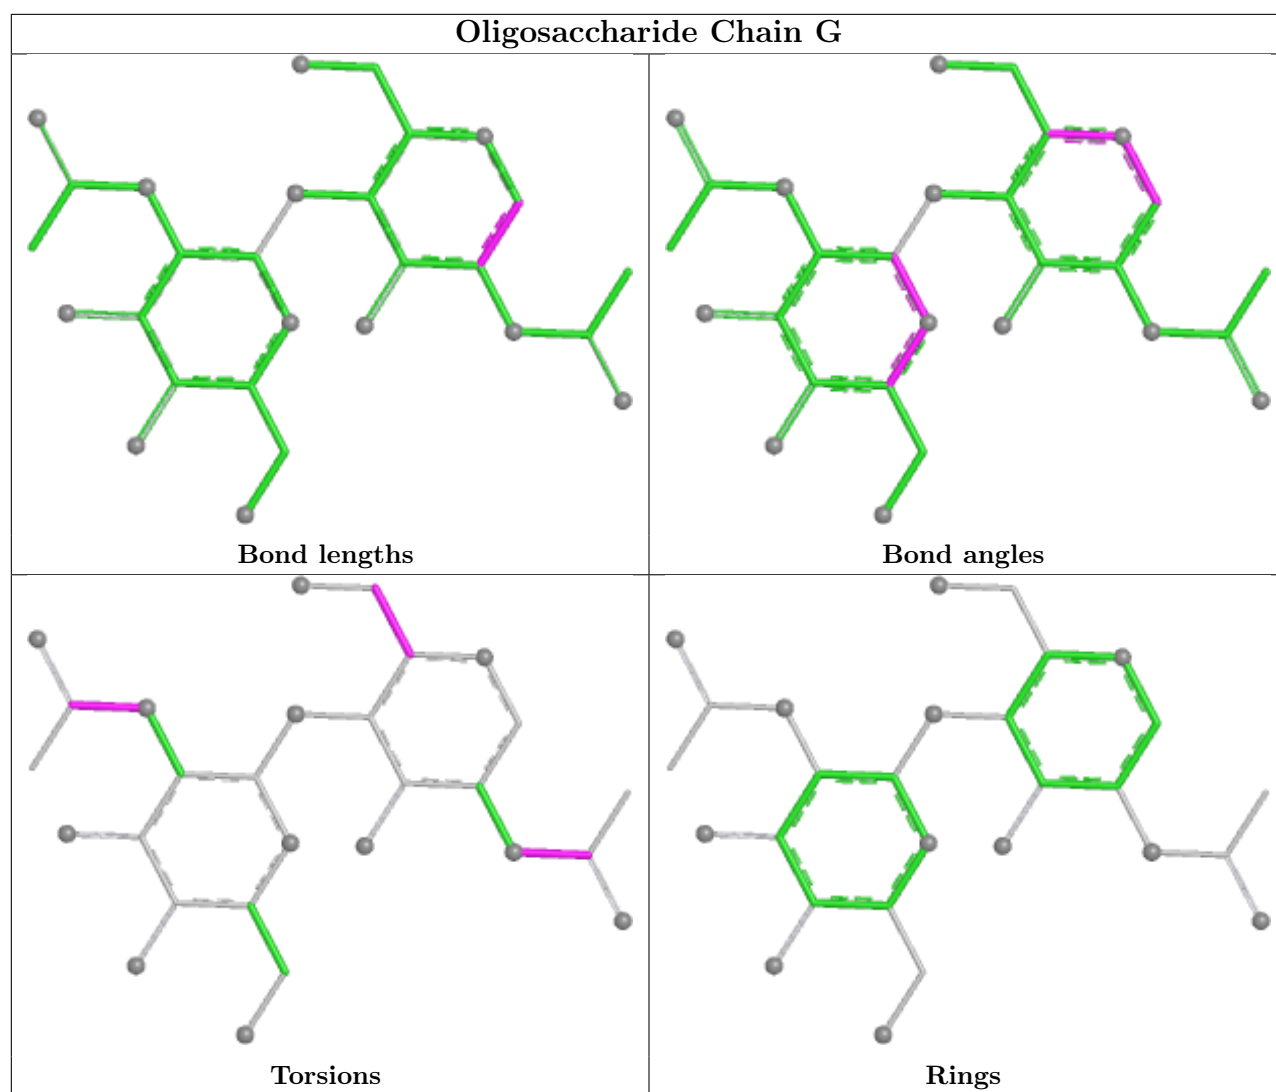 Oligosaccharide Chain G
Bond lengths
Bond angles
Torsions
Rings